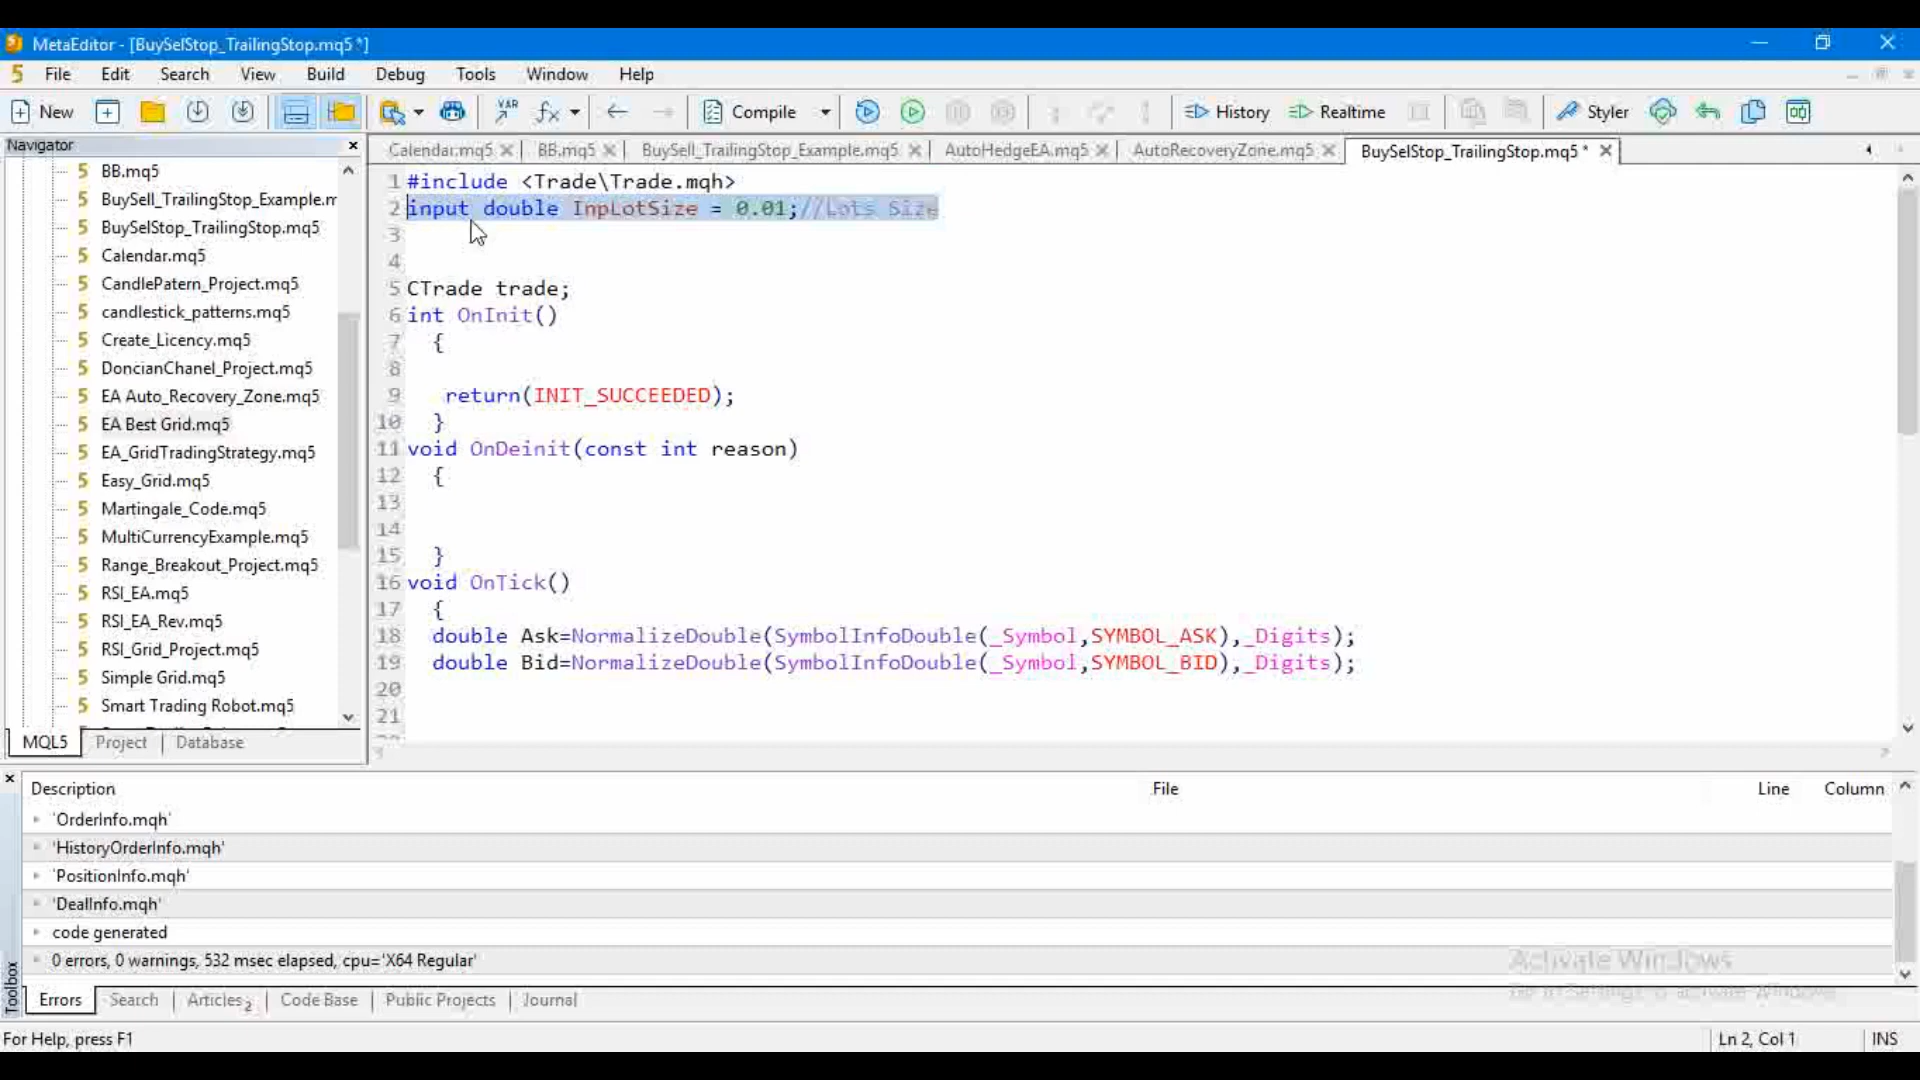 MetaEditor - [BuySelStop_TrailingStop.mq5 *]
File Edit Search View Build Debug Tools Window Help
New VAR Compile History Realtime Styler
Navigator
Calendar.mq5 BB.mq5 BuySell_TrailingStop_Example.mq5 AutoHedgeEA.mq5 AutoRecoveryZone.mq5 BuySelStop_TrailingStop.mq5 *
BB.mq5
BuySell_TrailingStop_Example.m
BuySelStop_TrailingStop.mq5
Calendar.mq5
CandlePatern_Project.mq5
candlestick_patterns.mq5
Create_Licency.mq5
DoncianChanel_Project.mq5
EA Auto_Recovery_Zone.mq5
EA Best Grid.mq5
EA_GridTradingStrategy.mq5
Easy_Grid.mq5
Martingale_Code.mq5
MultiCurrencyExample.mq5
Range_Breakout_Project.mq5
RSI_EA.mq5
RSI_EA_Rev.mq5
RSI_Grid_Project.mq5
Simple Grid.mq5
Smart Trading Robot.mq5
MQL5 Project Database
1 #include <Trade\Trade.mqh>
2 input double InpLotSize = 0.01;//Lots Size
3
4
5 CTrade trade;
6 int OnInit()
7 {
8
9 return(INIT_SUCCEEDED);
10 }
11 void OnDeinit(const int reason)
12 {
13
14
15 }
16 void OnTick()
17 {
18 double Ask=NormalizeDouble(SymbolInfoDouble(_Symbol,SYMBOL_ASK),_Digits);
19 double Bid=NormalizeDouble(SymbolInfoDouble(_Symbol,SYMBOL_BID),_Digits);
20
21
Description File Line Column
'OrderInfo.mqh'
'HistoryOrderInfo.mqh'
'PositionInfo.mqh'
'DealInfo.mqh'
code generated
0 errors, 0 warnings, 532 msec elapsed, cpu='X64 Regular'
Activate Windows
Go to Settings to activate Windows.
Toolbox
Errors Search Articles 2 Code Base Public Projects Journal
For Help, press F1 Ln 2, Col 1 INS